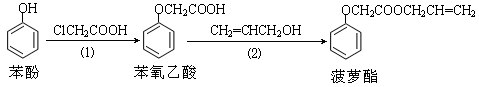 OH
ClCH₂COOH
(1)
苯酚
OCH₂COOH
苯氧乙酸
CH₂=CHCH₂OH
(2)
OCH₂COOCH₂CH=CH₂
菠萝酯